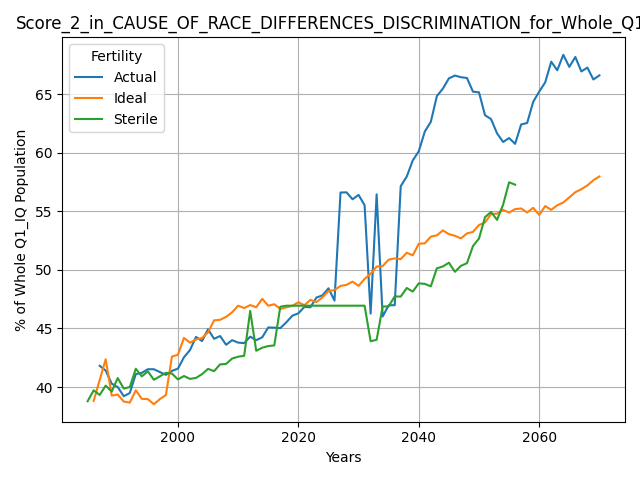 Score_2_in_CAUSE_OF_RACE_DIFFERENCES_DISCRIMINATION_for_Whole_Q1
Fertility
Actual
Ideal
Sterile
% of Whole Q1_IQ Population
65
60
55
50
45
40
2000 2020 2040 2060
Years